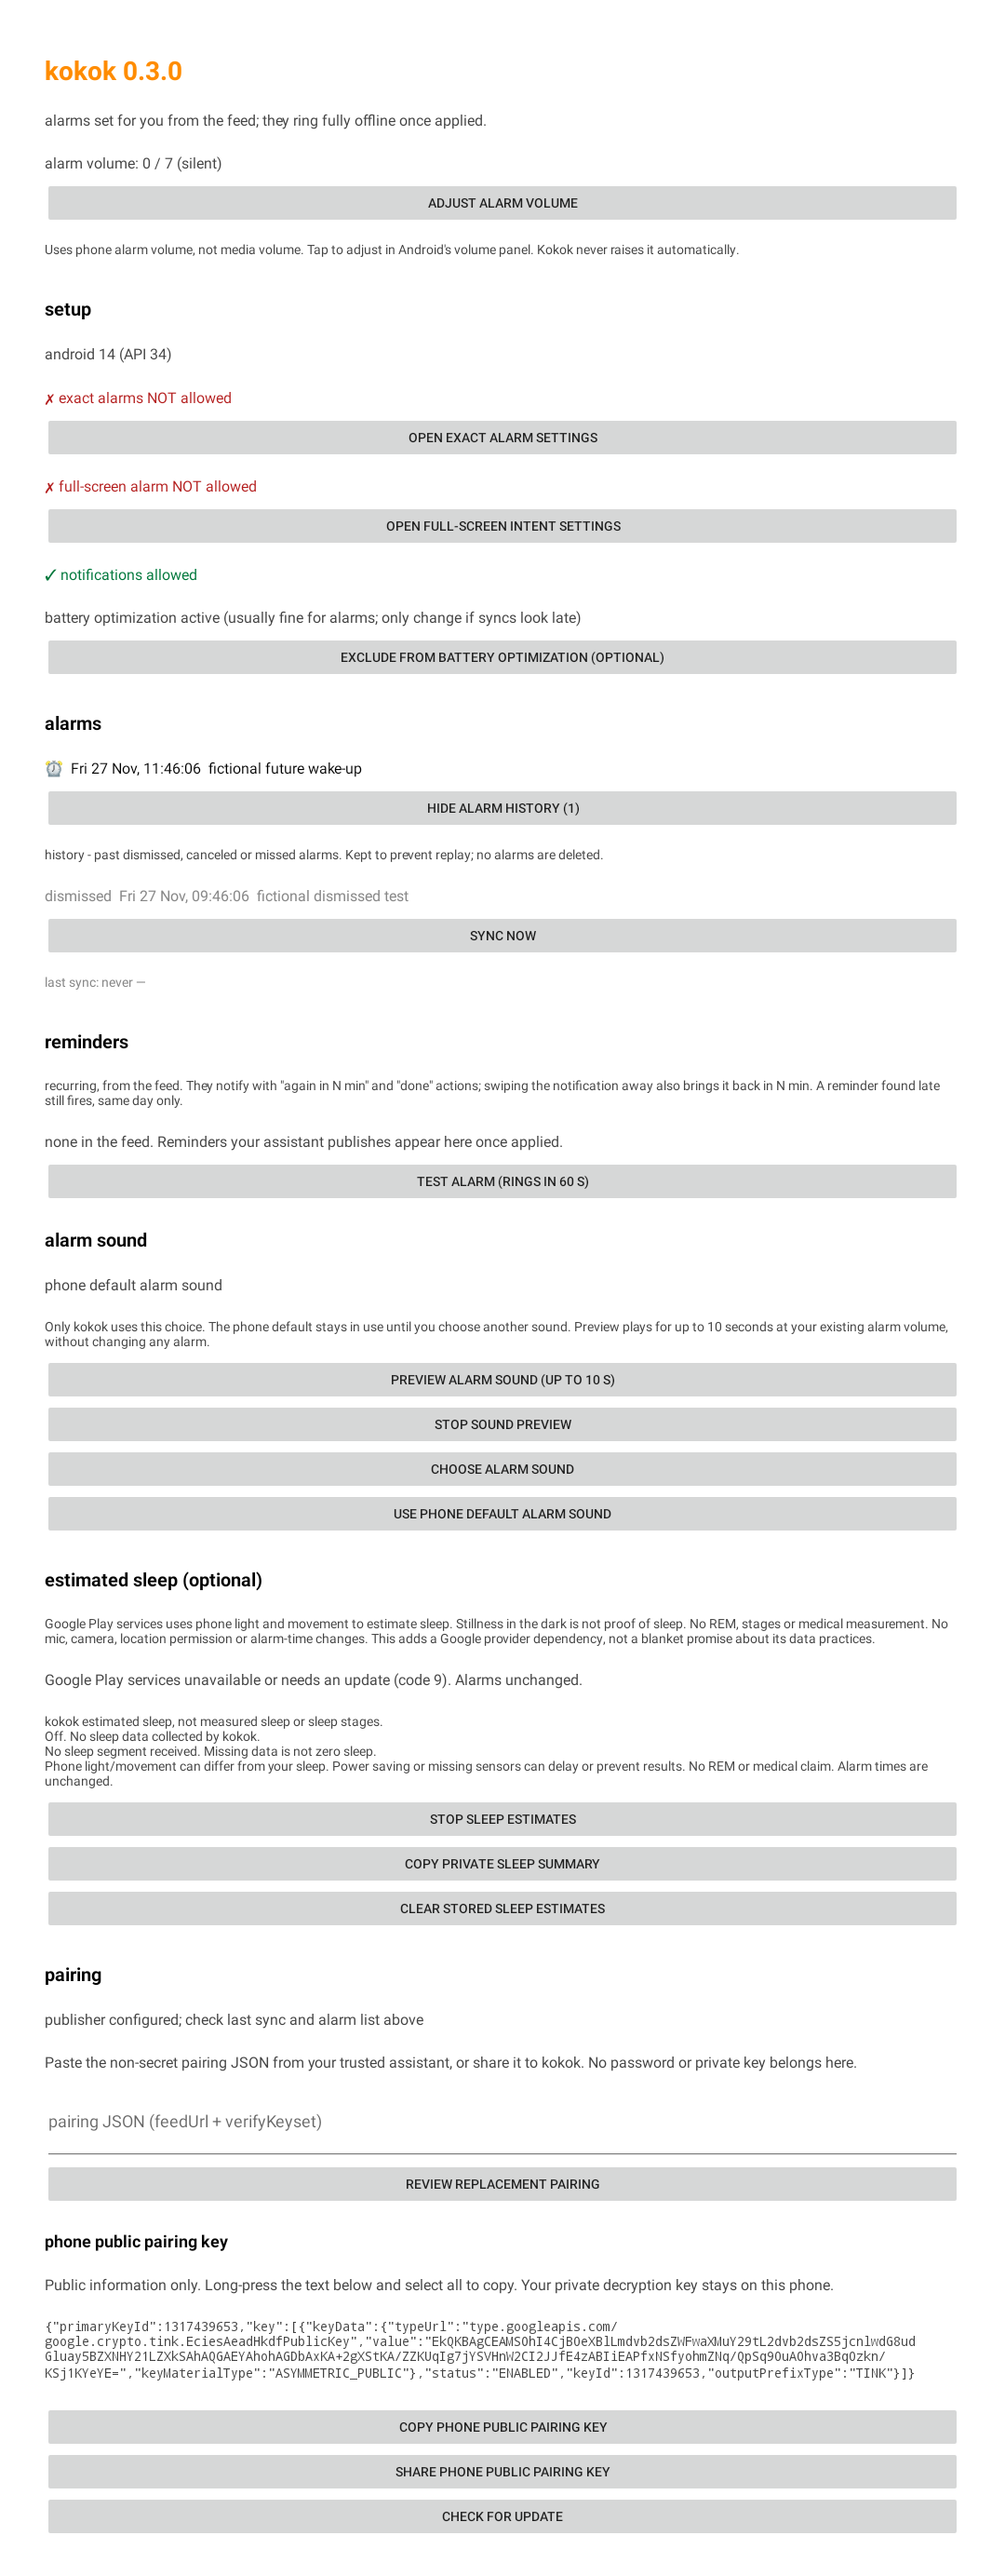 kokok 0.3.0
alarms set for you from the feed; they ring fully offline once applied.
alarm volume: 0 / 7 (silent)
ADJUST ALARM VOLUME
Uses phone alarm volume, not media volume. Tap to adjust in Android's volume panel. Kokok never raises it automatically.
setup
android 14 (API 34)
✗ exact alarms NOT allowed
OPEN EXACT ALARM SETTINGS
✗ full-screen alarm NOT allowed
OPEN FULL-SCREEN INTENT SETTINGS
✓ notifications allowed
battery optimization active (usually fine for alarms; only change if syncs look late)
EXCLUDE FROM BATTERY OPTIMIZATION (OPTIONAL)
alarms
⏰ Fri 27 Nov, 11:46:06 fictional future wake-up
HIDE ALARM HISTORY (1)
history - past dismissed, canceled or missed alarms. Kept to prevent replay; no alarms are deleted.
dismissed Fri 27 Nov, 09:46:06 fictional dismissed test
SYNC NOW
last sync: never —
reminders
recurring, from the feed. They notify with "again in N min" and "done" actions; swiping the notification away also brings it back in N min. A reminder found late
still fires, same day only.
none in the feed. Reminders your assistant publishes appear here once applied.
TEST ALARM (RINGS IN 60 S)
alarm sound
phone default alarm sound
Only kokok uses this choice. The phone default stays in use until you choose another sound. Preview plays for up to 10 seconds at your existing alarm volume,
without changing any alarm.
PREVIEW ALARM SOUND (UP TO 10 S)
STOP SOUND PREVIEW
CHOOSE ALARM SOUND
USE PHONE DEFAULT ALARM SOUND
estimated sleep (optional)
Google Play services uses phone light and movement to estimate sleep. Stillness in the dark is not proof of sleep. No REM, stages or medical measurement. No
mic, camera, location permission or alarm-time changes. This adds a Google provider dependency, not a blanket promise about its data practices.
Google Play services unavailable or needs an update (code 9). Alarms unchanged.
kokok estimated sleep, not measured sleep or sleep stages.
Off. No sleep data collected by kokok.
No sleep segment received. Missing data is not zero sleep.
Phone light/movement can differ from your sleep. Power saving or missing sensors can delay or prevent results. No REM or medical claim. Alarm times are
unchanged.
STOP SLEEP ESTIMATES
COPY PRIVATE SLEEP SUMMARY
CLEAR STORED SLEEP ESTIMATES
pairing
publisher configured; check last sync and alarm list above
Paste the non-secret pairing JSON from your trusted assistant, or share it to kokok. No password or private key belongs here.
pairing JSON (feedUrl + verifyKeyset)
REVIEW REPLACEMENT PAIRING
phone public pairing key
Public information only. Long-press the text below and select all to copy. Your private decryption key stays on this phone.
{"primaryKeyId":1317439653,"key":[{"keyData":{"typeUrl":"type.googleapis.com/
google.crypto.tink.EciesAeadHkdfPublicKey","value":"EkQKBAgCEAMSOhI4CjB0eXBlLmdvb2dsZWFwaXMuY29tL2dvb2dsZS5jcnlwdG8ud
Gluay5BZXNHY21LZXkSAhAQGAEYAhohAGDbAxKA+2gXStKA/ZZKUqIg7jYSVHnW2CI2JJfE4zABIiEAPfxNSfyohmZNq/QpSq9OuA0hva3Bq0zkn/
KSj1KYeYE=","keyMaterialType":"ASYMMETRIC_PUBLIC"},"status":"ENABLED","keyId":1317439653,"outputPrefixType":"TINK"}]}
COPY PHONE PUBLIC PAIRING KEY
SHARE PHONE PUBLIC PAIRING KEY
CHECK FOR UPDATE